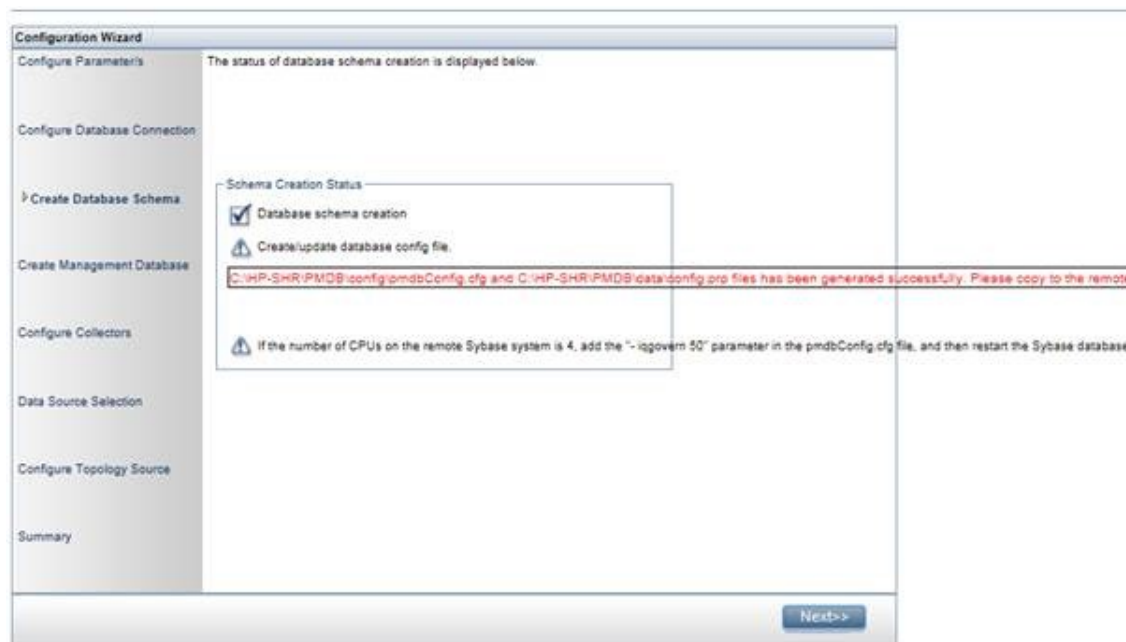 Configuration Wizard
Configure Parameter/s
The status of database schema creation is displayed below.
Configure Database Connection
Create Database Schema
Schema Creation Status
Database schema creation
Create/update database config file.
C:\HP-SHR\PMDB\config\pmdbConfig.cfg and C:\HP-SHR\PMDB\data\config.prp files has been generated successfully. Please copy to the remote
If the number of CPUs on the remote Sybase system is 4, add the "- iqgovern 50" parameter in the pmdbConfig.cfg file, and then restart the Sybase database
Create Management Database
Configure Collectors
Data Source Selection
Configure Topology Source
Summary
Next>>